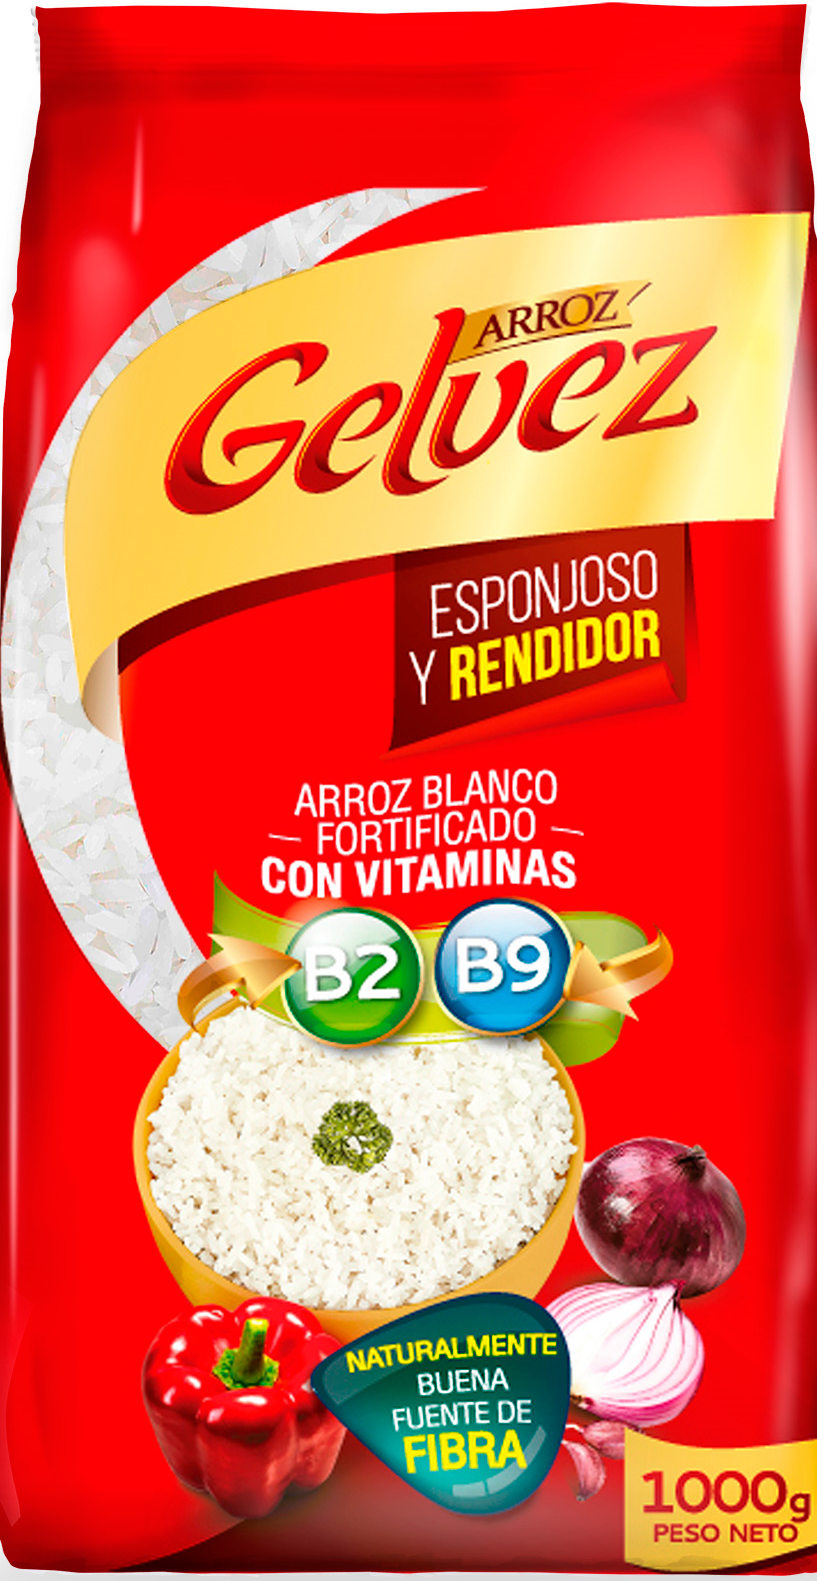 ARROZ
Gelvez
ESPONJOSO
Y RENDIDOR
ARROZ BLANCO
FORTIFICADO
CON VITAMINAS
B2 B9
NATURALMENTE
BUENA
FUENTE DE
FIBRA
1000g
PESO NETO